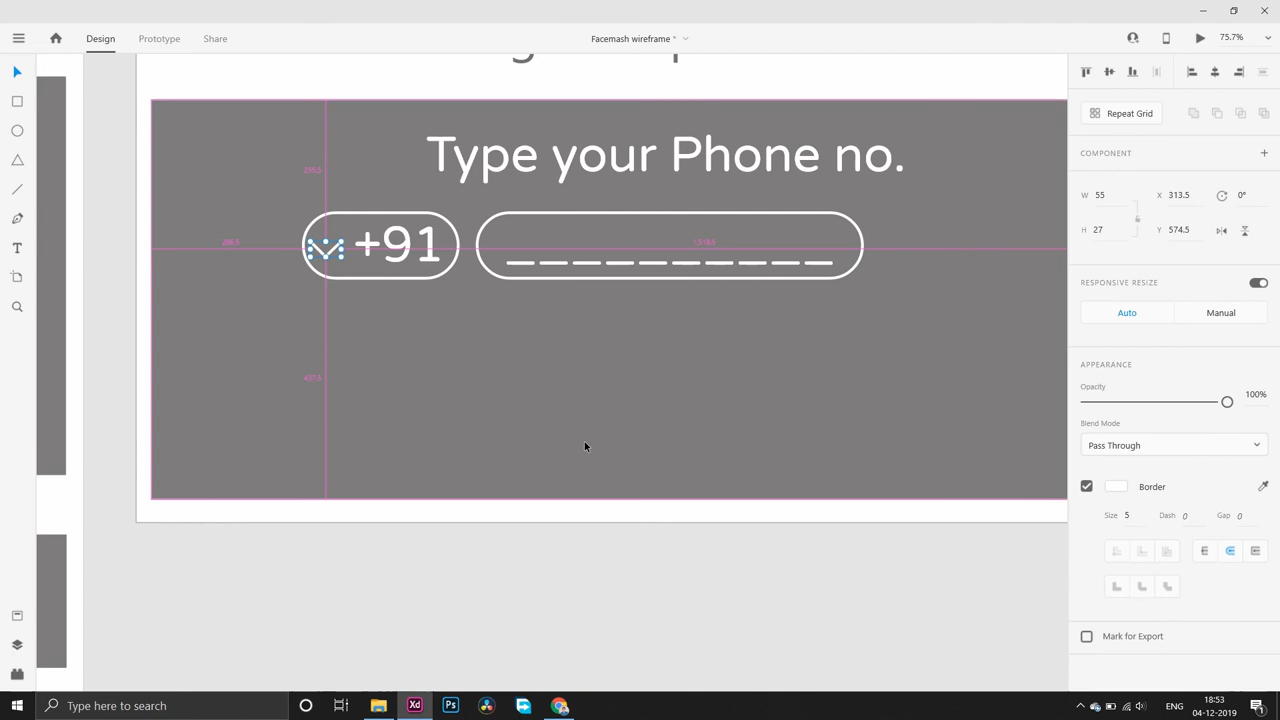 Design
Prototype
Share
Facemash wireframe *
75.7%
Repeat Grid
Type your Phone no.
COMPONENT
W 55
X 313.5
0°
H 27
Y 574.5
+91
RESPONSIVE RESIZE
Auto
Manual
APPEARANCE
Opacity
100%
Blend Mode
Pass Through
Border
Size 5
Dash 0
Gap 0
Mark for Export
Type here to search
Xd
Ps
ENG
18:53
04-12-2019